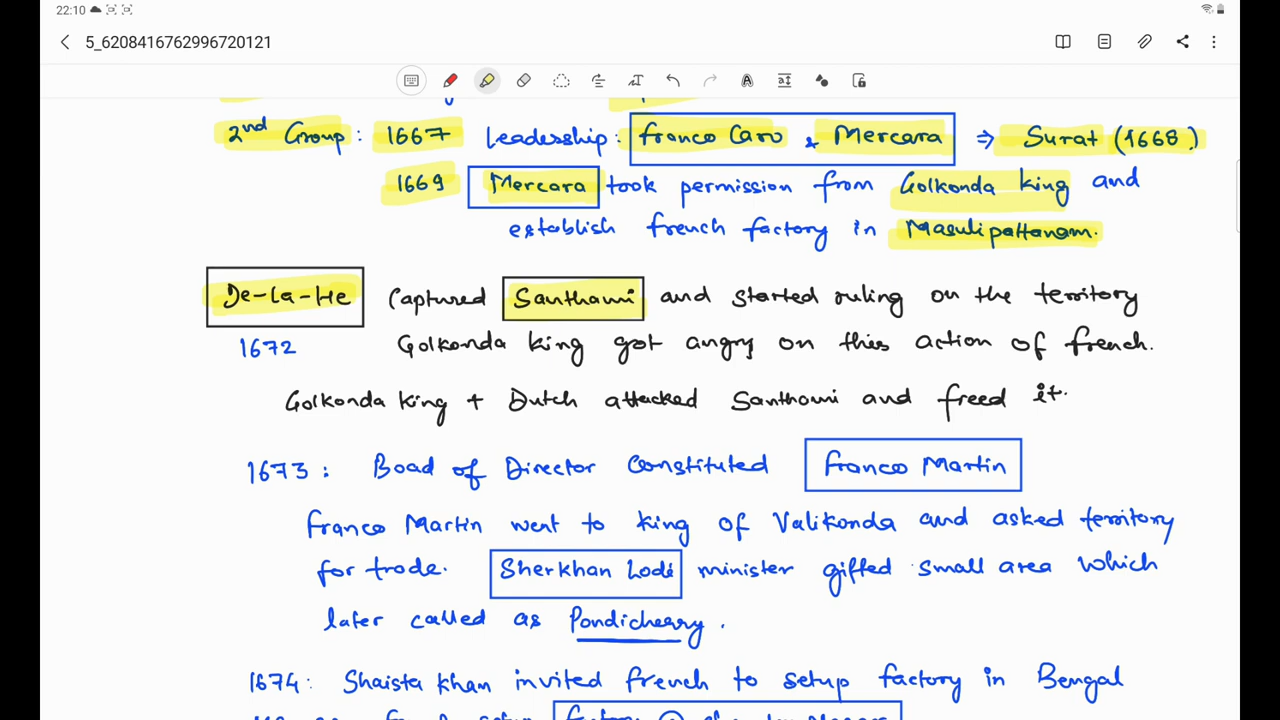 22:10
5_6208416762996720121
2nd Group : 1667 Leadership: Franco Caro & Mercara ⇒ Surat (1668)
1669 Mercara took permission from Golkonda king and
establish french factory in Masulipattanam.
De-La-He Captured Santhomi and started ruling on the territory
1672 Golkonda king got angry on this action of french.
Golkonda king + Dutch attacked Santhomi and freed it.
1673 : Boad of Director Constituted Franco Martin
Franco Martin went to king of Valikonda and asked territory
for trade. Sherkhan Lodi minister gifted small area which
later called as Pondicherry.
1674 : Shaista Khan invited french to setup factory in Bengal